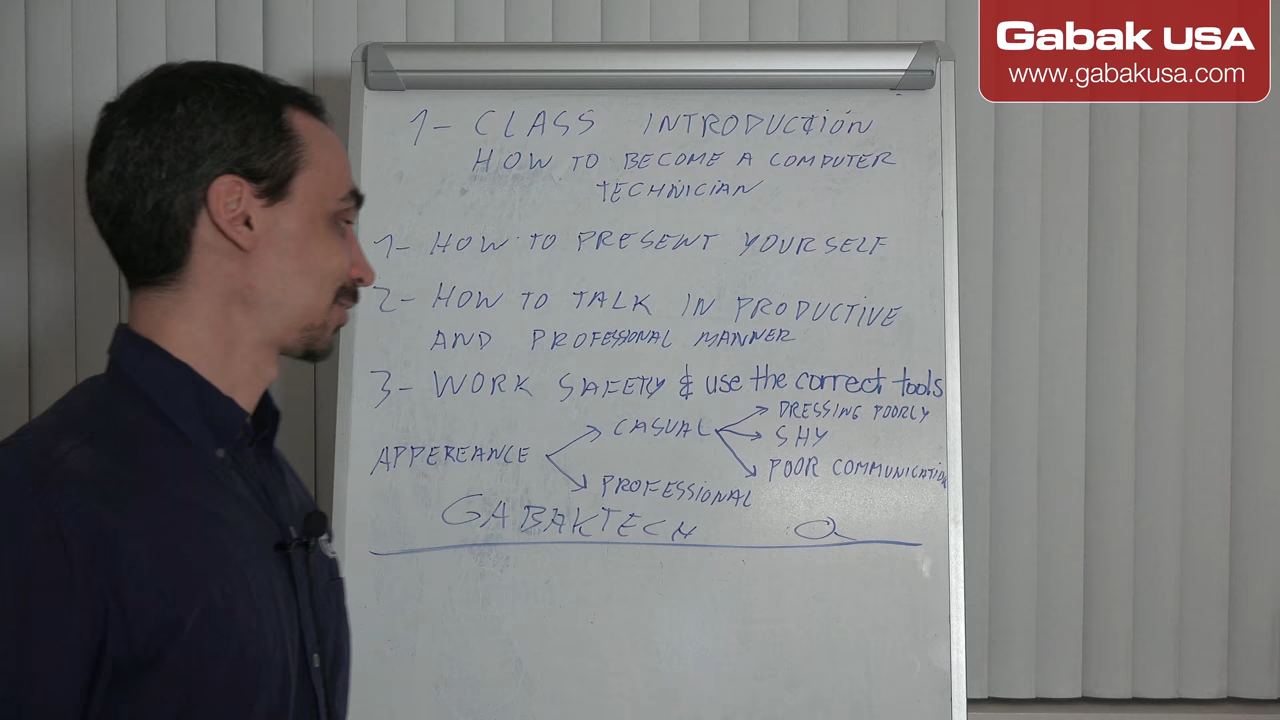 Gabak USA
www.gabakusa.com
1- CLASS INTRODUCTION
HOW TO BECOME A COMPUTER
TECHNICIAN
1- HOW TO PRESENT YOURSELF
2- HOW TO TALK IN PRODUCTIVE
AND PROFESSIONAL MANNER
3- WORK SAFETY & use the correct tools
DRESSING POORLY
CASUAL
SHY
APPEREANCE
POOR COMMUNICATION
PROFESSIONAL
GABAKTECH